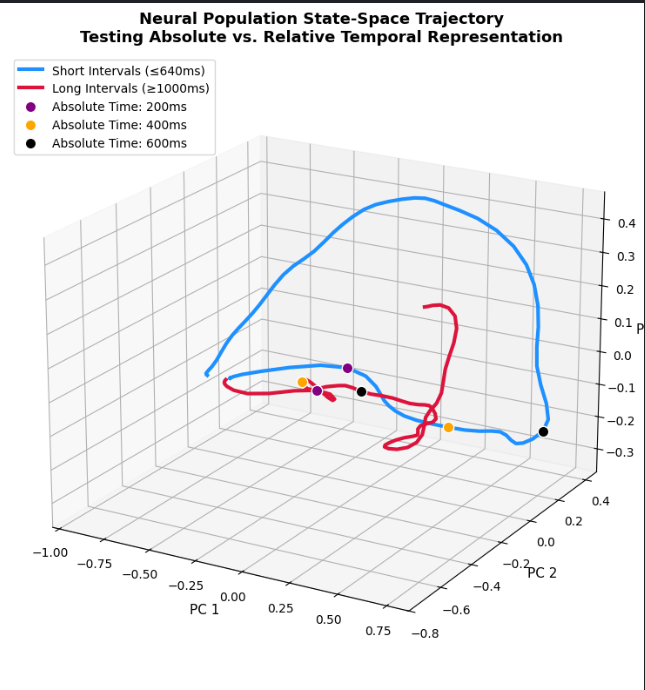 Neural Population State-Space Trajectory
Testing Absolute vs. Relative Temporal Representation
Short Intervals (≤640ms)
Long Intervals (≥1000ms)
Absolute Time: 200ms
Absolute Time: 400ms
Absolute Time: 600ms
0.4
0.3
0.2
0.1
P
0.0
−0.1
−0.2
−0.3
0.4
0.2
0.0
−0.2
−0.4
−0.6
−0.8
PC 2
−1.00
−0.75
−0.50
−0.25
0.00
0.25
0.50
0.75
PC 1